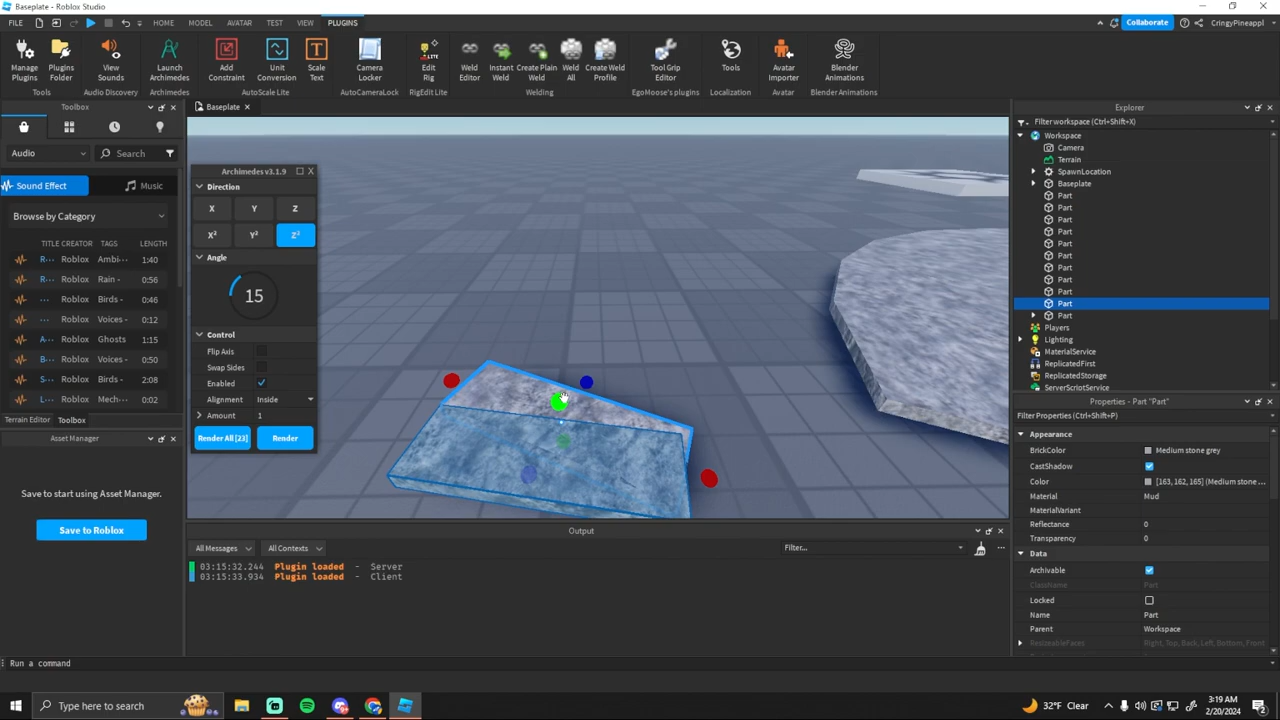 Baseplate - Roblox Studio
FILE HOME MODEL AVATAR TEST VIEW PLUGINS Collaborate CringyPineappl
Manage Plugins
Plugins Folder
View Sounds
Launch Archimedes
Add Constraint
Unit Conversion
Scale Text
Camera Locker
Edit Rig
Weld Editor
Instant Weld
Create Plain Weld
Weld All
Create Weld Profile
Tool Grip Editor
Tools
Avatar Importer
Blender Animations
Tools Audio Discovery Archimedes AutoScale Lite AutoCameraLock RigEdit Lite Welding EgoMoose's plugins Localization Avatar Blender Animations
Toolbox
Audio Search
Sound Effect Music
Browse by Category
TITLE CREATOR TAGS LENGTH
R··· Roblox Ambi··· 1:40
R··· Roblox Rain - 0:56
··· Roblox Birds - 0:46
··· Roblox Voices - 0:12
A··· Roblox Ghosts 1:15
B··· Roblox Voices - 0:50
S··· Roblox Birds - 2:08
L··· Roblox Mech··· 0:02
Terrain Editor Toolbox
Asset Manager
Save to start using Asset Manager.
Save to Roblox
Baseplate
Archimedes v3.1.9
Direction
X Y Z
X² Y² Z²
Angle
15
Control
Flip Axis
Swap Sides
Enabled
Alignment Inside
Amount 1
Render All [23] Render
Output
All Messages All Contexts Filter...
03:15:32.244 Plugin loaded - Server
03:15:33.934 Plugin loaded - Client
Explorer
Filter workspace (Ctrl+Shift+X)
Workspace
Camera
Terrain
SpawnLocation
Baseplate
Part
Part
Part
Part
Part
Part
Part
Part
Part
Part
Part
Players
Lighting
MaterialService
ReplicatedFirst
ReplicatedStorage
ServerScriptService
Properties - Part "Part"
Filter Properties (Ctrl+Shift+P)
Appearance
BrickColor Medium stone grey
CastShadow
Color [163, 162, 165] (Medium stone ...
Material Mud
MaterialVariant
Reflectance 0
Transparency 0
Data
Archivable
ClassName Part
Locked
Name Part
Parent Workspace
ResizeableFaces Right, Top, Back, Left, Bottom, Front
Run a command
Type here to search
32°F Clear
3:19 AM
2/20/2024
2